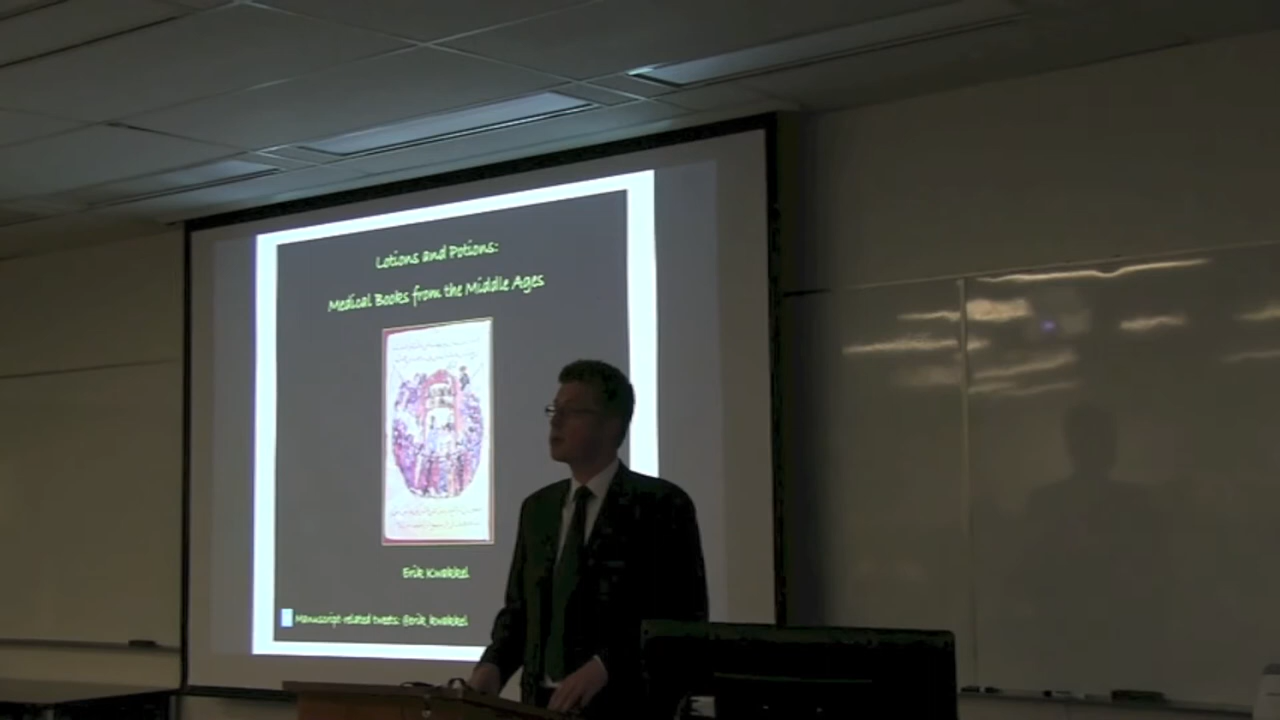 Lotions and Potions:
Medical Books from the Middle Ages
Erik Kwakkel
Manuscript-related tweets: @erik_kwakkel